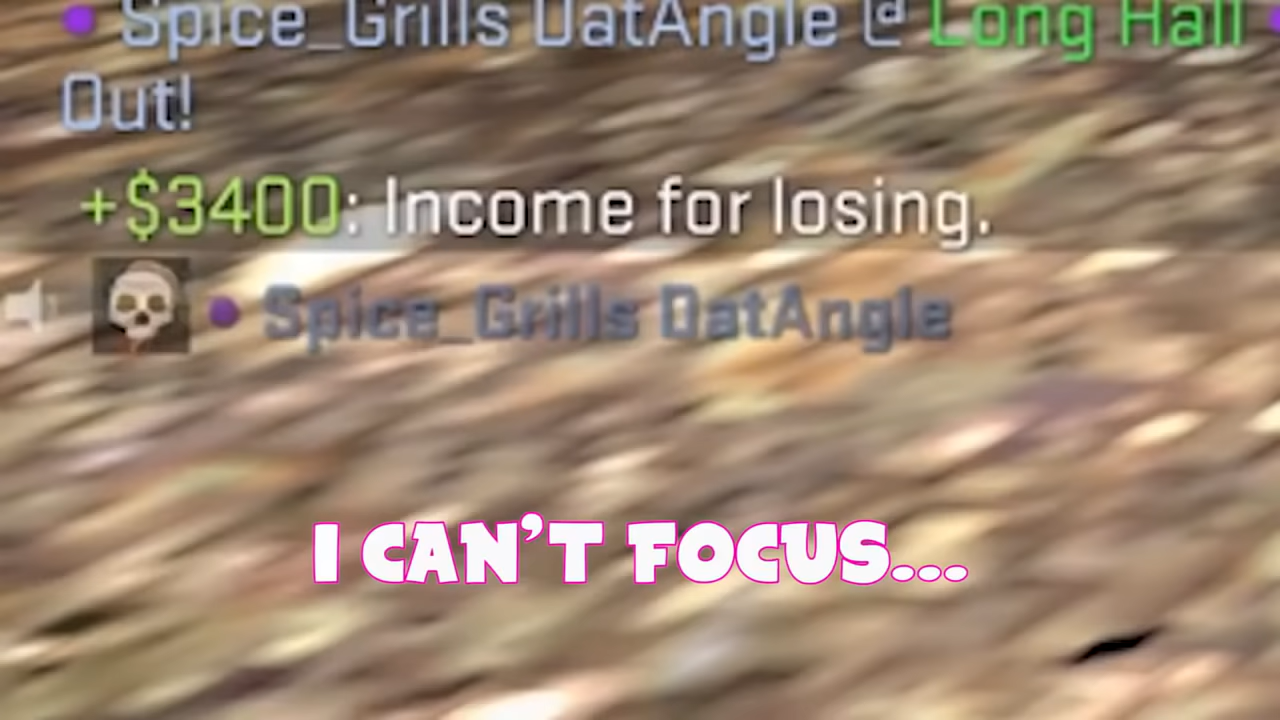 Spice_Grills DatAngle @ Long Hall
Out!
+$3400: Income for losing.
Spice_Grills DatAngle
I CAN'T FOCUS...